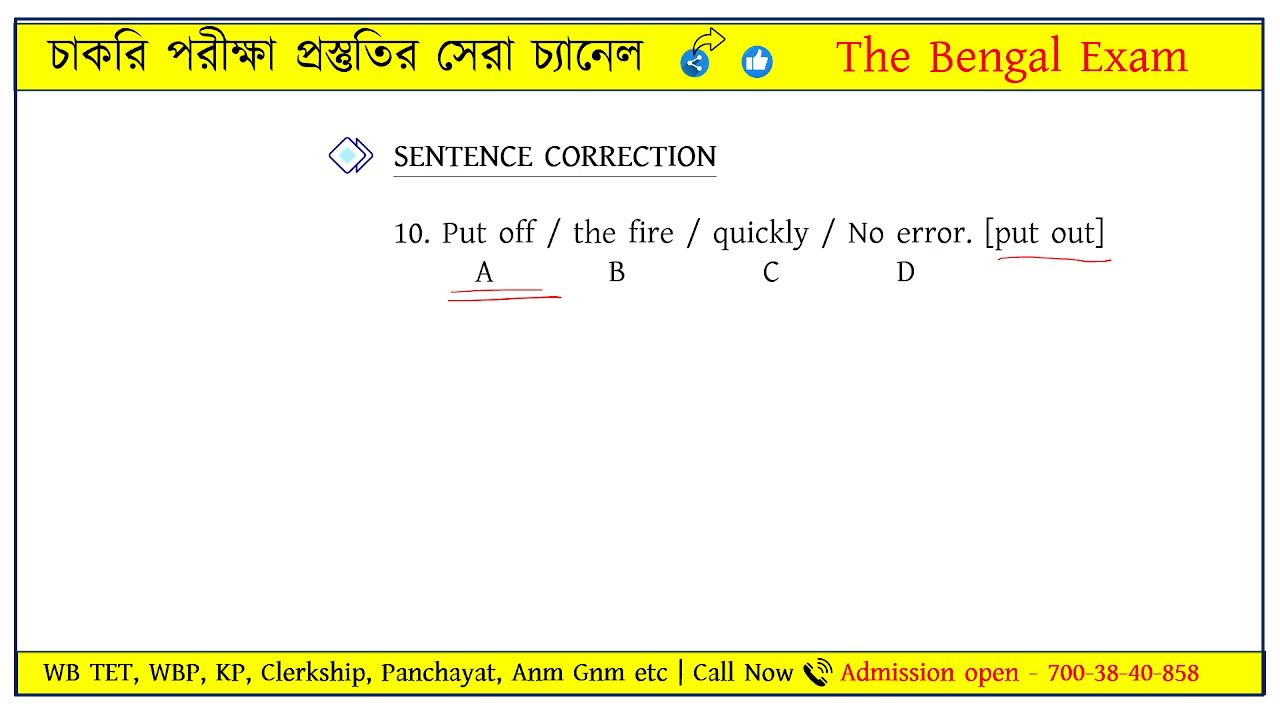 চাকরি পরীক্ষা প্রস্তুতির সেরা চ্যানেল The Bengal Exam
SENTENCE CORRECTION
10. Put off / the fire / quickly / No error. [put out]
A B C D
WB TET, WBP, KP, Clerkship, Panchayat, Anm Gnm etc | Call Now Admission open - 700-38-40-858